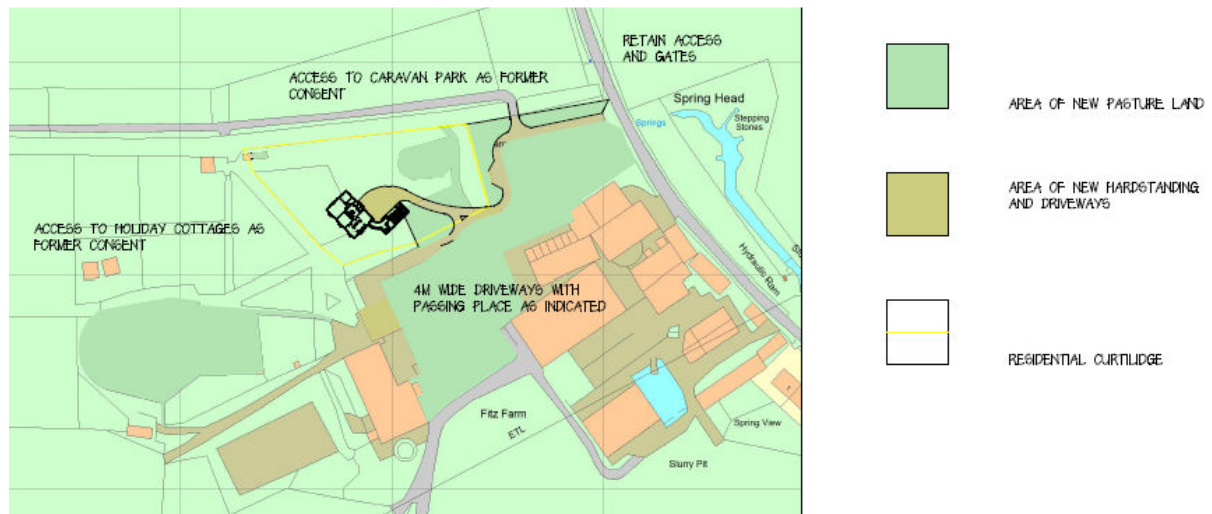 RETAIN ACCESS
AND GATES
ACCESS TO CARAVAN PARK AS FORMER
CONSENT
Spring Head
Springs
Stepping
Stones
ACCESS TO HOLIDAY COTTAGES AS
FORMER CONSENT
Hydraulic Ram
4M WIDE DRIVEWAYS WITH
PASSING PLACE AS INDICATED
Fitz Farm
ETL
Spring View
Slurry Pit
AREA OF NEW PASTURE LAND
AREA OF NEW HARDSTANDING
AND DRIVEWAYS
RESIDENTIAL CURTILIDGE